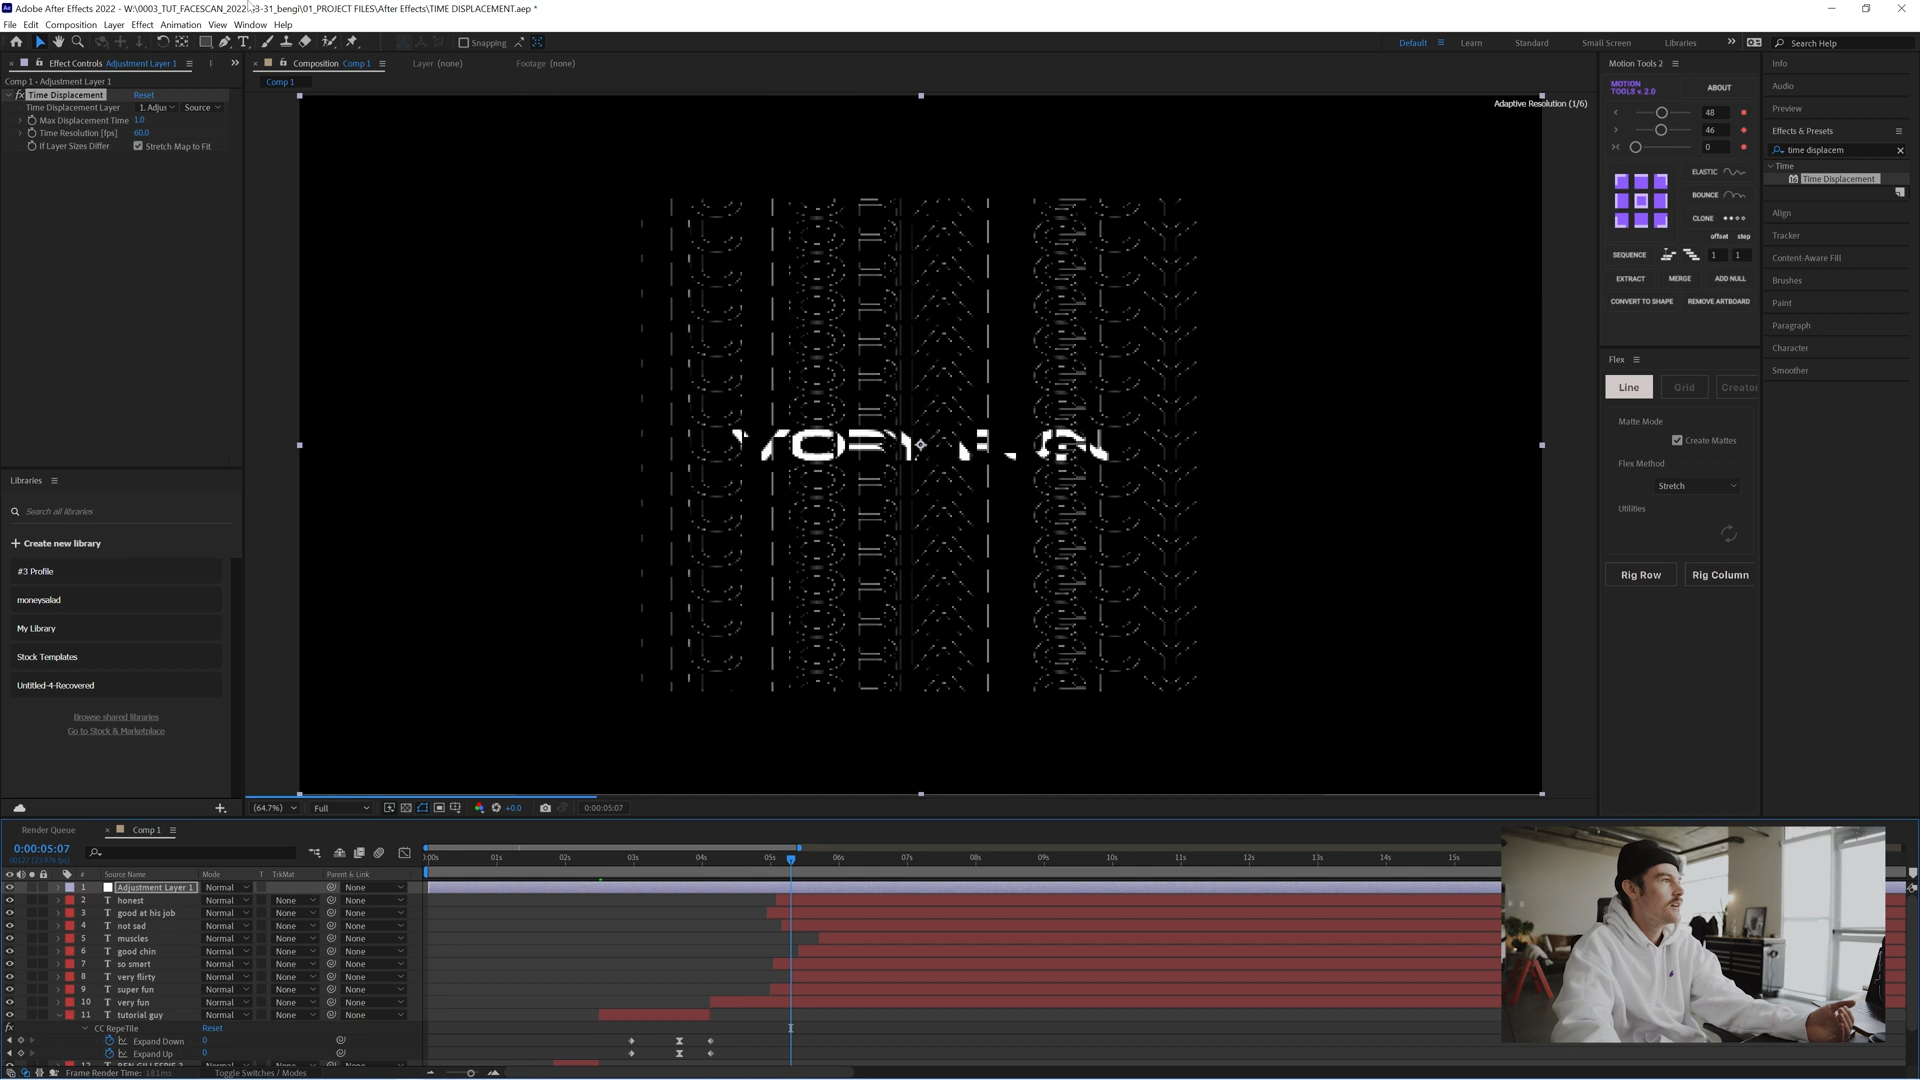 Adobe After Effects 2022 - W:\0003_TUT_FACESCAN_2022-03-31_bengi\01_PROJECT FILES\After Effects\TIME DISPLACEMENT.aep *
File Edit Composition Layer Effect Animation View Window Help
Snapping
Default Learn Standard Small Screen Libraries Search Help
Effect Controls Adjustment Layer 1
Composition Comp 1 Layer (none) Footage (none)
Comp 1 • Adjustment Layer 1
Comp 1
fx Time Displacement Reset
Time Displacement Layer 1. Adjus Source
Max Displacement Time 1.0
Time Resolution [fps] 60.0
If Layer Sizes Differ Stretch Map to Fit
Adaptive Resolution (1/6)
Libraries
Search all libraries
Create new library
#3 Profile
moneysalad
My Library
Stock Templates
Untitled-4-Recovered
Browse shared libraries
Go to Stock & Marketplace
(64.7%) Full +0.0 0:00:05:07
Motion Tools 2
MOTION TOOLS v. 2.0 ABOUT
48
46
0
ELASTIC
BOUNCE
CLONE
offset step
SEQUENCE 1 1
EXTRACT MERGE ADD NULL
CONVERT TO SHAPE REMOVE ARTBOARD
Flex
Line Grid Creator
Matte Mode
Create Mattes
Flex Method
Stretch
Utilities
Rig Row Rig Column
Info
Audio
Preview
Effects & Presets
time displacem
Time
Time Displacement
Align
Tracker
Content-Aware Fill
Brushes
Paint
Paragraph
Character
Smoother
Render Queue Comp 1
0:00:05:07
00127 (23.976 fps)
:00s 01s 02s 03s 04s 05s 06s 07s 08s 09s 10s 11s 12s 13s 14s 15s
# Source Name Mode T TrkMat Parent & Link
1 Adjustment Layer 1 Normal None
2 T honest Normal None None
3 T good at his job Normal None None
4 T not sad Normal None None
5 T muscles Normal None None
6 T good chin Normal None None
7 T so smart Normal None None
8 T very flirty Normal None None
9 T super fun Normal None None
10 T very fun Normal None None
11 T tutorial guy Normal None None
fx CC RepeTile Reset
Expand Down 0
Expand Up 0
Frame Render Time: 181ms Toggle Switches / Modes